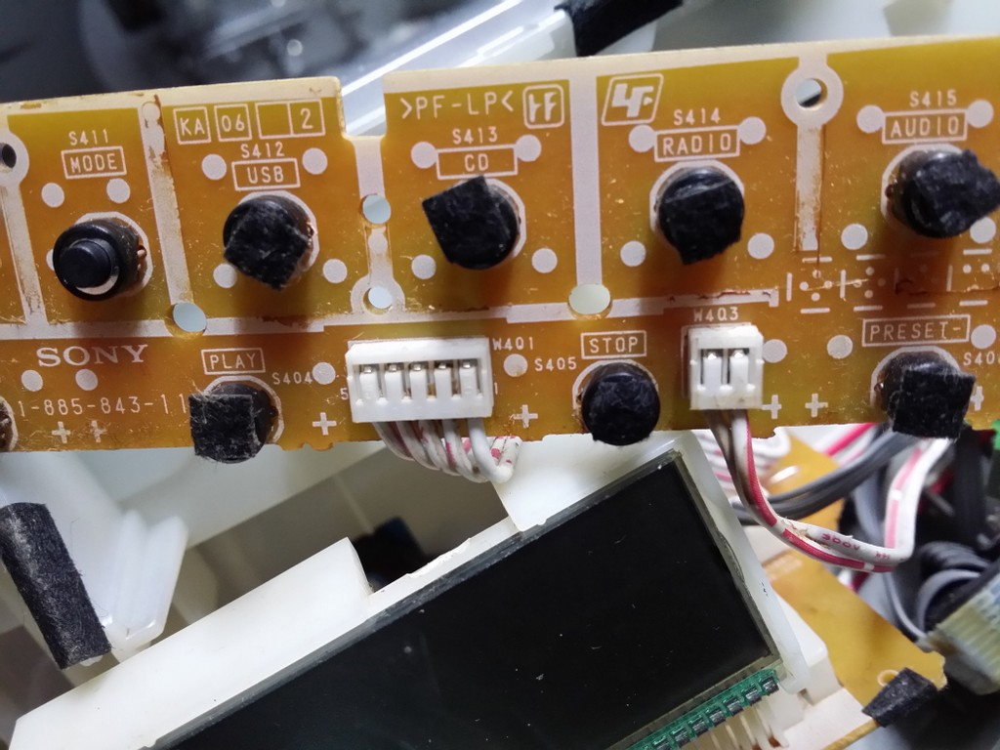 S411
MODE
KA 06 2
S412
USB
>PF-LP<
S413
CD
S414
RADIO
S415
AUDIO
SONY
PLAY
S404
W401
S405
STOP
W403
PRESET-
1-885-843-11